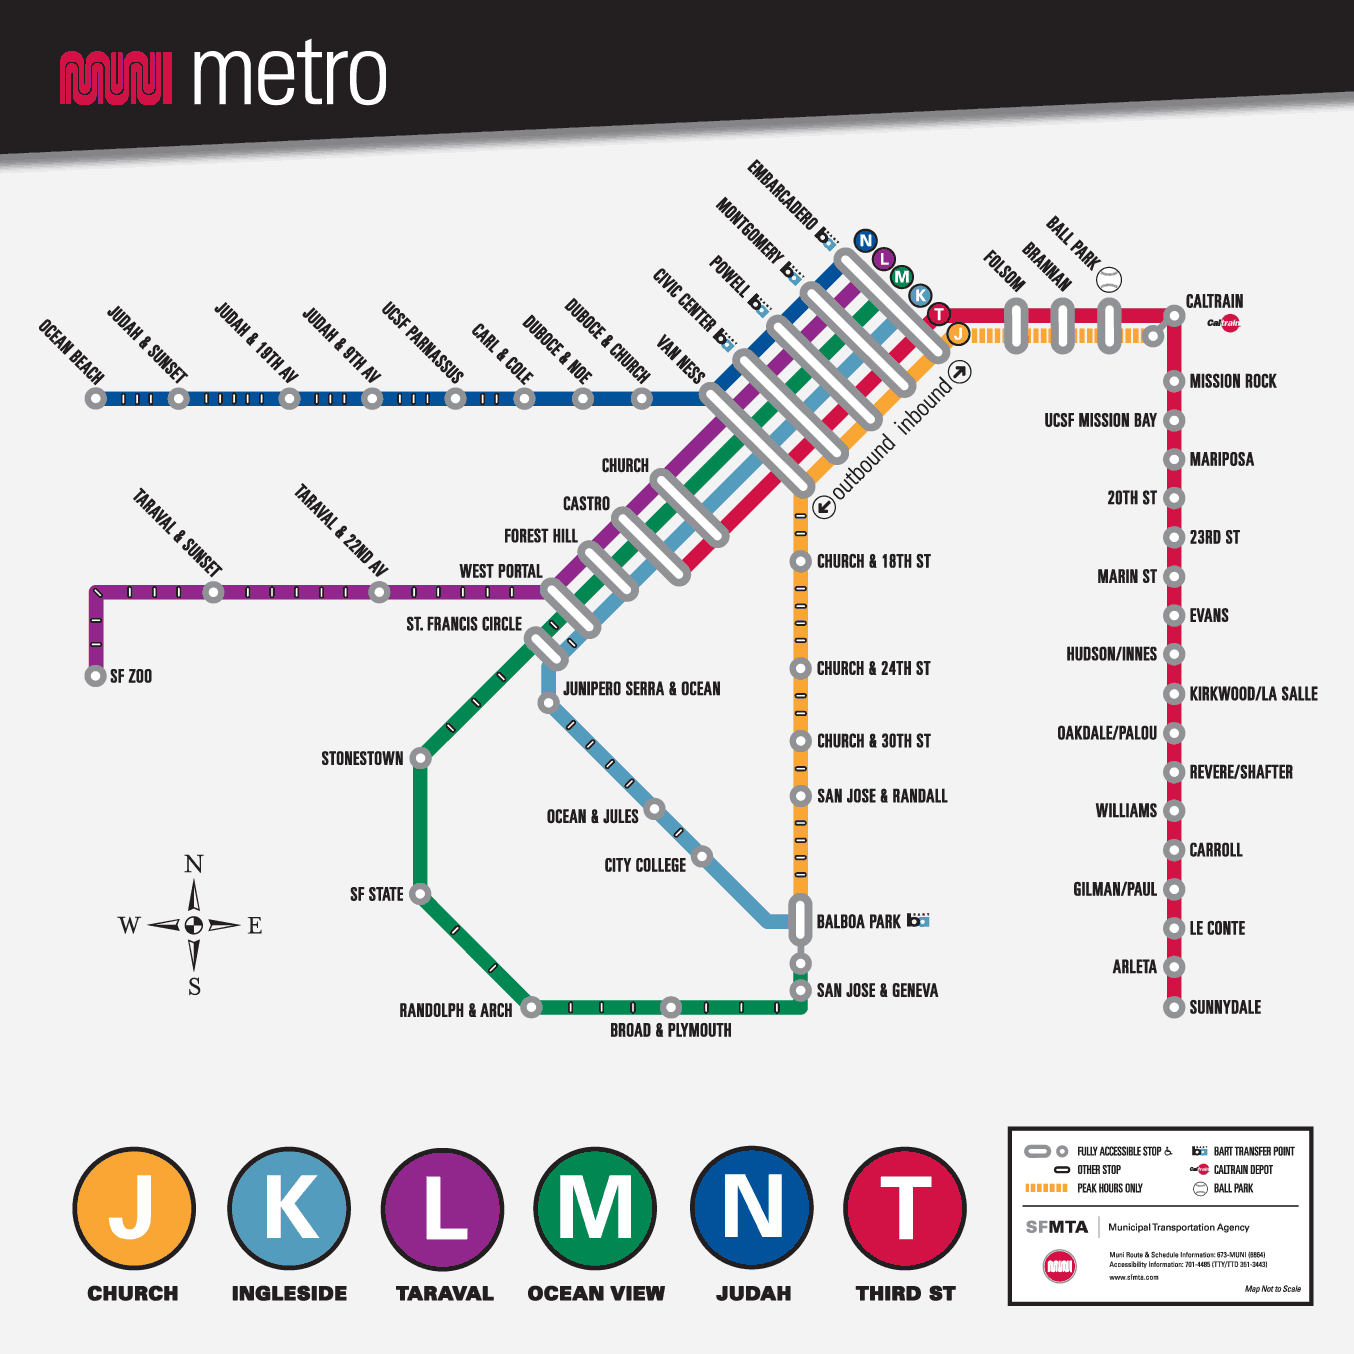 MUNI metro
EMBARCADERO
MONTGOMERY
POWELL
CIVIC CENTER
VAN NESS
DUBOCE & CHURCH
DUBOCE & NOE
CARL & COLE
UCSF PARNASSUS
JUDAH & 9TH AV
JUDAH & 19TH AV
JUDAH & SUNSET
OCEAN BEACH
N
L
M
K
T
J
FOLSOM
BRANNAN
BALL PARK
CALTRAIN
Caltrain
outbound inbound
MISSION ROCK
UCSF MISSION BAY
MARIPOSA
20TH ST
23RD ST
MARIN ST
EVANS
HUDSON/INNES
KIRKWOOD/LA SALLE
OAKDALE/PALOU
REVERE/SHAFTER
WILLIAMS
CARROLL
GILMAN/PAUL
LE CONTE
ARLETA
SUNNYDALE
CHURCH
CASTRO
FOREST HILL
WEST PORTAL
ST. FRANCIS CIRCLE
TARAVAL & SUNSET
TARAVAL & 22ND AV
SF ZOO
CHURCH & 18TH ST
CHURCH & 24TH ST
CHURCH & 30TH ST
SAN JOSE & RANDALL
BALBOA PARK
SAN JOSE & GENEVA
JUNIPERO SERRA & OCEAN
OCEAN & JULES
CITY COLLEGE
STONESTOWN
SF STATE
RANDOLPH & ARCH
BROAD & PLYMOUTH
N
W E
S
J K L M N T
CHURCH INGLESIDE TARAVAL OCEAN VIEW JUDAH THIRD ST
FULLY ACCESSIBLE STOP
OTHER STOP
PEAK HOURS ONLY
BART TRANSFER POINT
CALTRAIN DEPOT
BALL PARK
SFMTA Municipal Transportation Agency
Muni Route & Schedule Information: 673-MUNI (6864)
Accessibility Information: 701-4485 (TTY/TTD 351-3443)
www.sfmta.com
Map Not to Scale